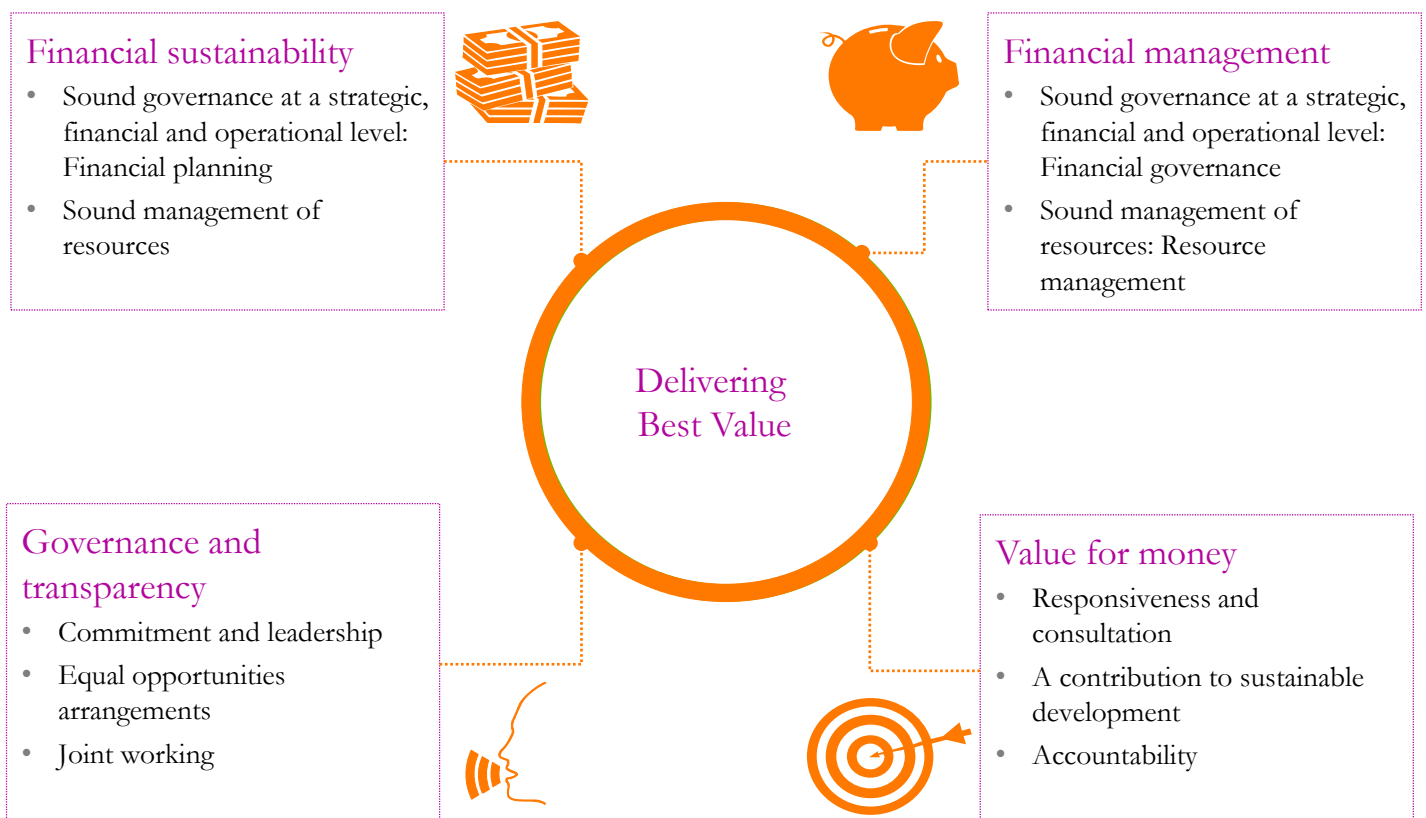 Financial sustainability
• Sound governance at a strategic,
financial and operational level:
Financial planning
• Sound management of
resources
Financial management
• Sound governance at a strategic,
financial and operational level:
Financial governance
• Sound management of
resources: Resource
management
Delivering
Best Value
Governance and
transparency
• Commitment and leadership
• Equal opportunities
arrangements
• Joint working
Value for money
• Responsiveness and
consultation
• A contribution to sustainable
development
• Accountability